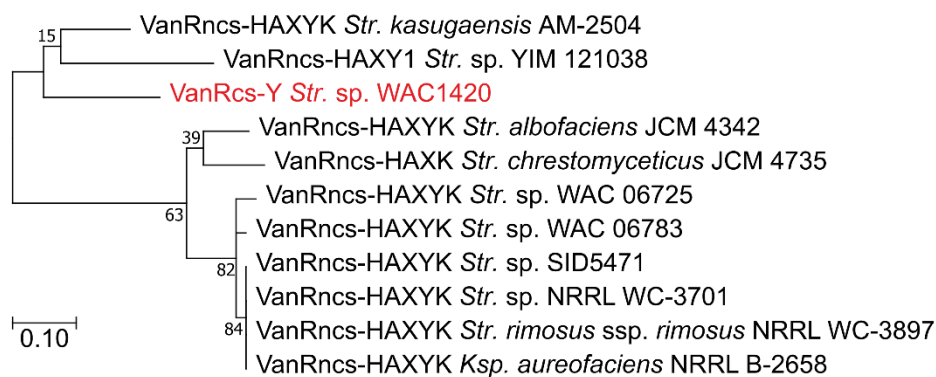 VanRncs-HAXYK Str. kasugaensis AM-2504
15
VanRncs-HAXY1 Str. sp. YIM 121038
VanRcs-Y Str. sp. WAC1420
VanRncs-HAXYK Str. albofaciens JCM 4342
39
VanRncs-HAXK Str. chrestomyceticus JCM 4735
VanRncs-HAXYK Str. sp. WAC 06725
63
VanRncs-HAXYK Str. sp. WAC 06783
VanRncs-HAXYK Str. sp. SID5471
82
VanRncs-HAXYK Str. sp. NRRL WC-3701
VanRncs-HAXYK Str. rimosus ssp. rimosus NRRL WC-3897
84
0.10
VanRncs-HAXYK Ksp. aureofaciens NRRL B-2658